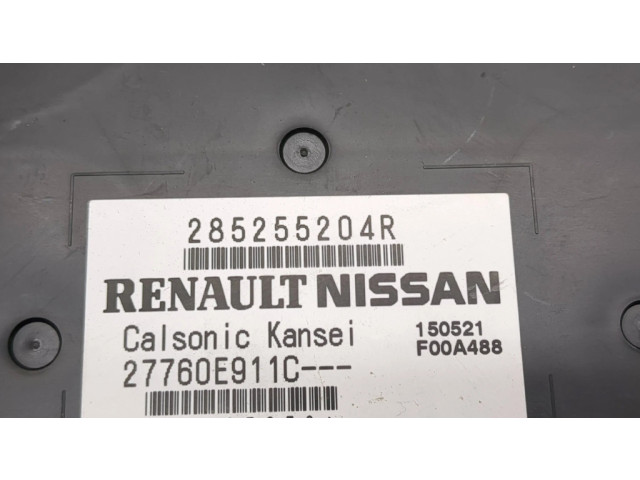 285255204R
RENAULT NISSAN
Calsonic Kansei 150521
27760E911C--- F00A488